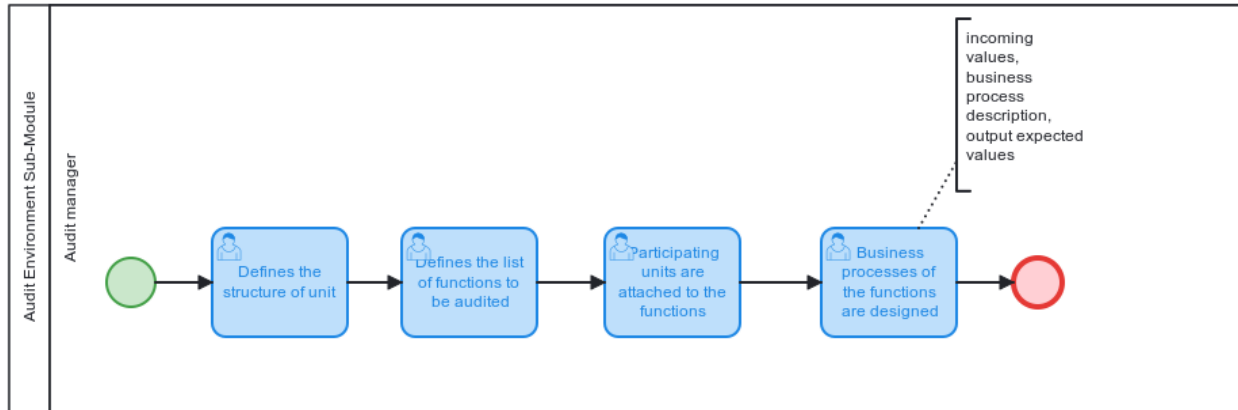 Audit Environment Sub-Module
Audit manager
incoming
values,
business
process
description,
output expected
values
Defines the
structure of unit
Defines the list
of functions to
be audited
Participating
units are
attached to the
functions
Business
processes of
the functions
are designed